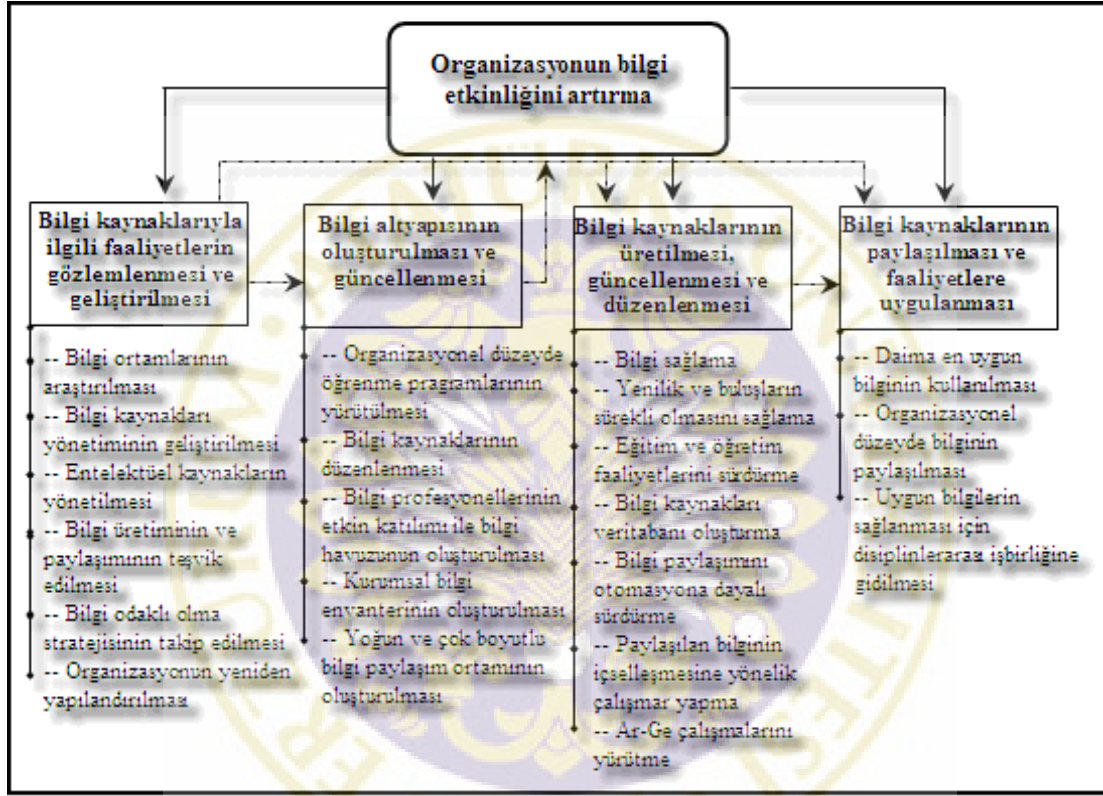 Organizasyonun bilgi
etkinliğini artırma
Bilgi kaynaklarıyla
ilgili faaliyetlerin
gözlemlenmesi ve
geliştirilmesi
-- Bilgi ortamlarının
araştırılması
-- Bilgi kaynakları
yönetiminin geliştirilmesi
-- Entelektüel kaynakların
yönetilmesi
-- Bilgi üretiminin ve
paylaşımının teşvik
edilmesi
-- Bilgi odaklı olma
stratejisinin takip edilmesi
-- Organizasyonun yeniden
yapılandırılması
Bilgi altyapısının
oluşturulması ve
güncellenmesi
-- Organizasyonel düzeyde
öğrenme pragramlarının
yürütülmesi
-- Bilgi kaynaklarının
düzenlenmesi
-- Bilgi profesyonellerinin
etkin katılımı ile bilgi
havuzunun oluşturulması
-- Kurumsal bilgi
envanterinin oluşturulması
-- Yoğun ve çok boyutlu
bilgi paylaşım ortamının
oluşturulması
Bilgi kaynaklarının
üretilmesi,
güncellenmesi ve
düzenlenmesi
-- Bilgi sağlama
-- Yenilik ve buluşların
sürekli olmasını sağlama
-- Eğitim ve öğretim
faaliyetlerini sürdürme
-- Bilgi kaynakları
veritabanı oluşturma
-- Bilgi paylaşımını
otomasyona dayalı
sürdürme
-- Paylaşılan bilginin
içselleşmesine yönelik
çalışmar yapma
-- Ar-Ge çalışmalarını
yürütme
Bilgi kaynaklarının
paylaşılması ve
faaliyetlere
uygulanması
-- Daima en uygun
bilginin kullanılması
-- Organizasyonel
düzeyde bilginin
paylaşılması
-- Uygun bilgilerin
sağlanması için
disiplinlerarası işbirliğine
gidilmesi